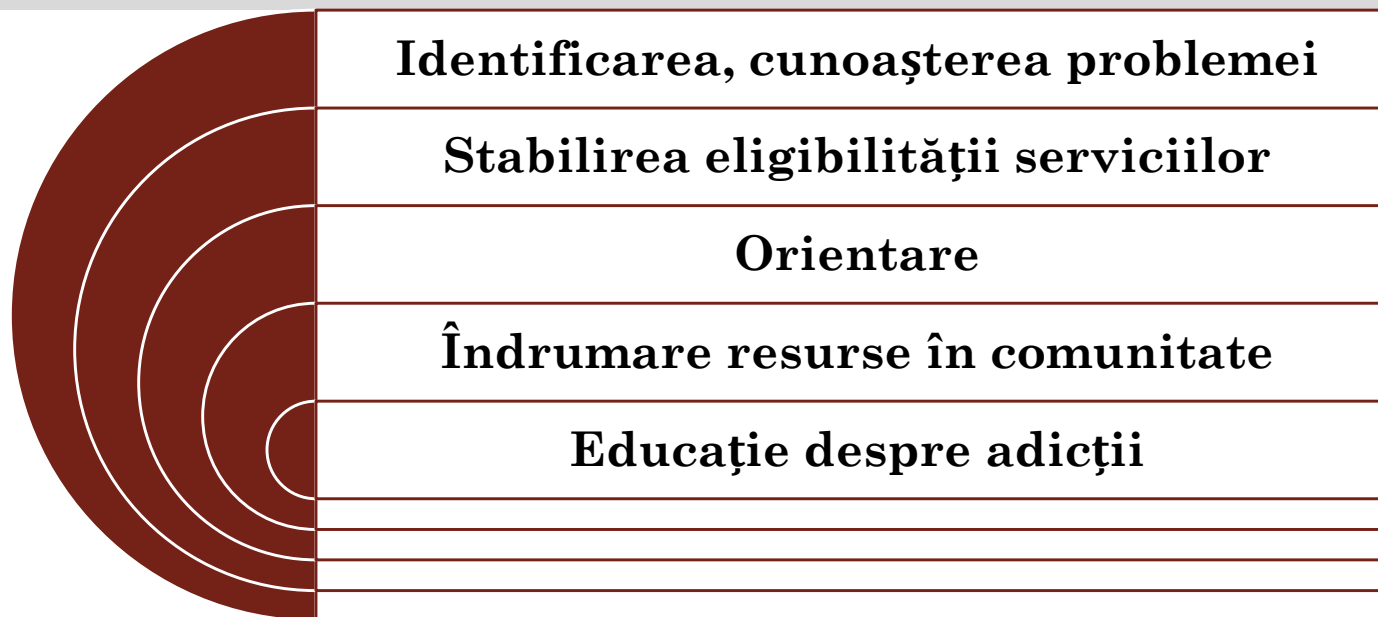 Identificarea, cunoașterea problemei
Stabilirea eligibilității serviciilor
Orientare
Îndrumare resurse în comunitate
Educație despre adicții